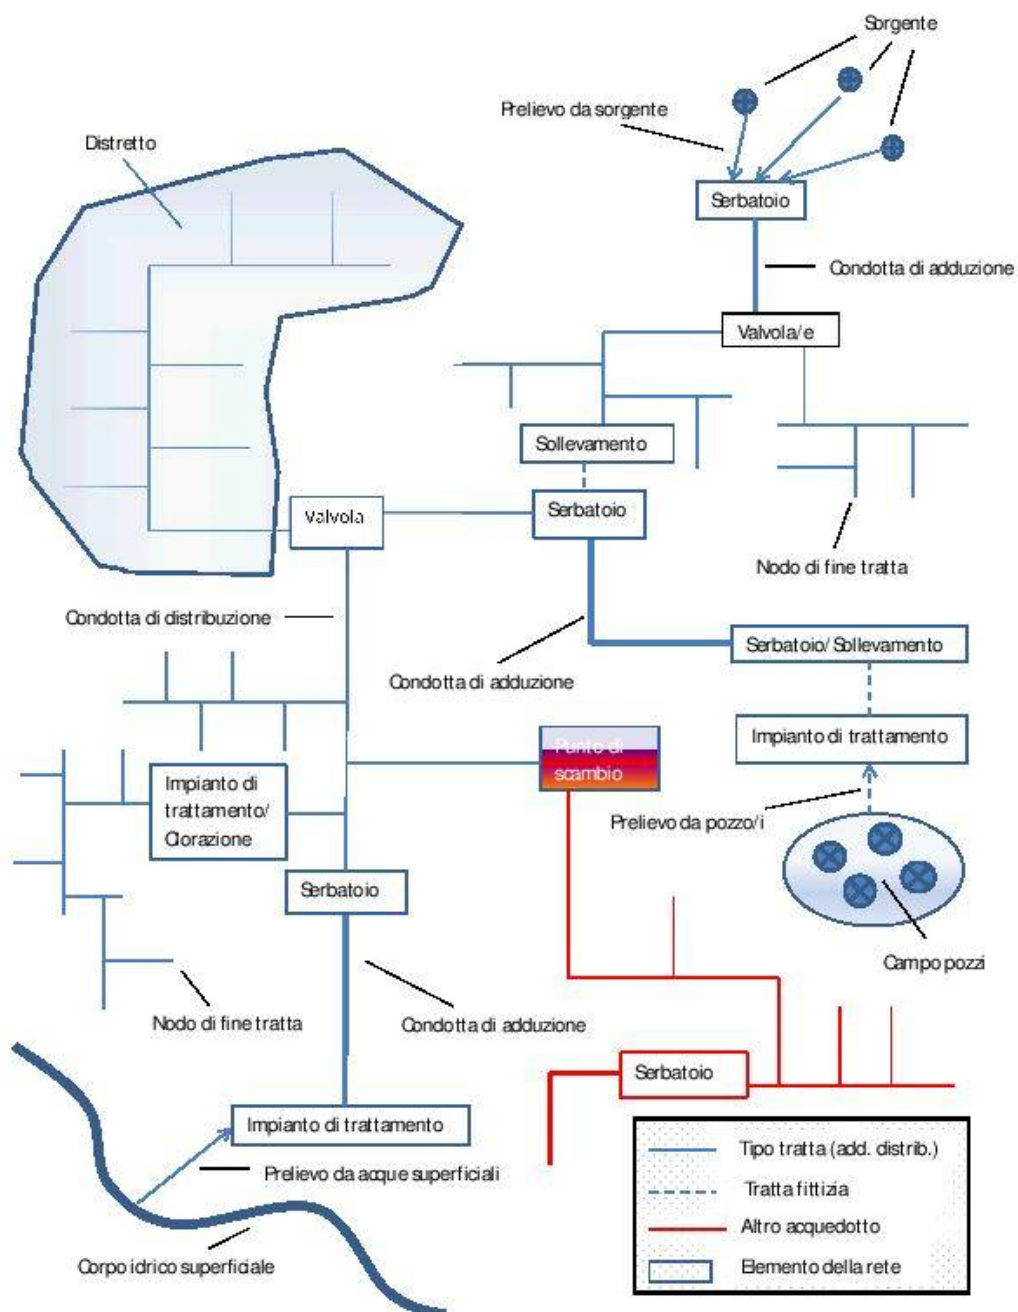 Sorgente
Prelievo da sorgente
Distretto
Serbatoio
Condotta di adduzione
Valvola/e
Sollevamento
Serbatoio
Valvola
Nodo di fine tratta
Condotta di distribuzione
Serbatoio/Sollevamento
Condotta di adduzione
Impianto di trattamento
Punto di
scambio
Impianto di
trattamento/
Clorazione
Prelievo da pozzo/i
Serbatoio
Campo pozzi
Nodo di fine tratta
Condotta di adduzione
Serbatoio
Impianto di trattamento
Prelievo da acque superficiali
Corpo idrico superficiale
Tipo tratta (add. distrib.)
Tratta fittizia
Altro acquedotto
Elemento della rete